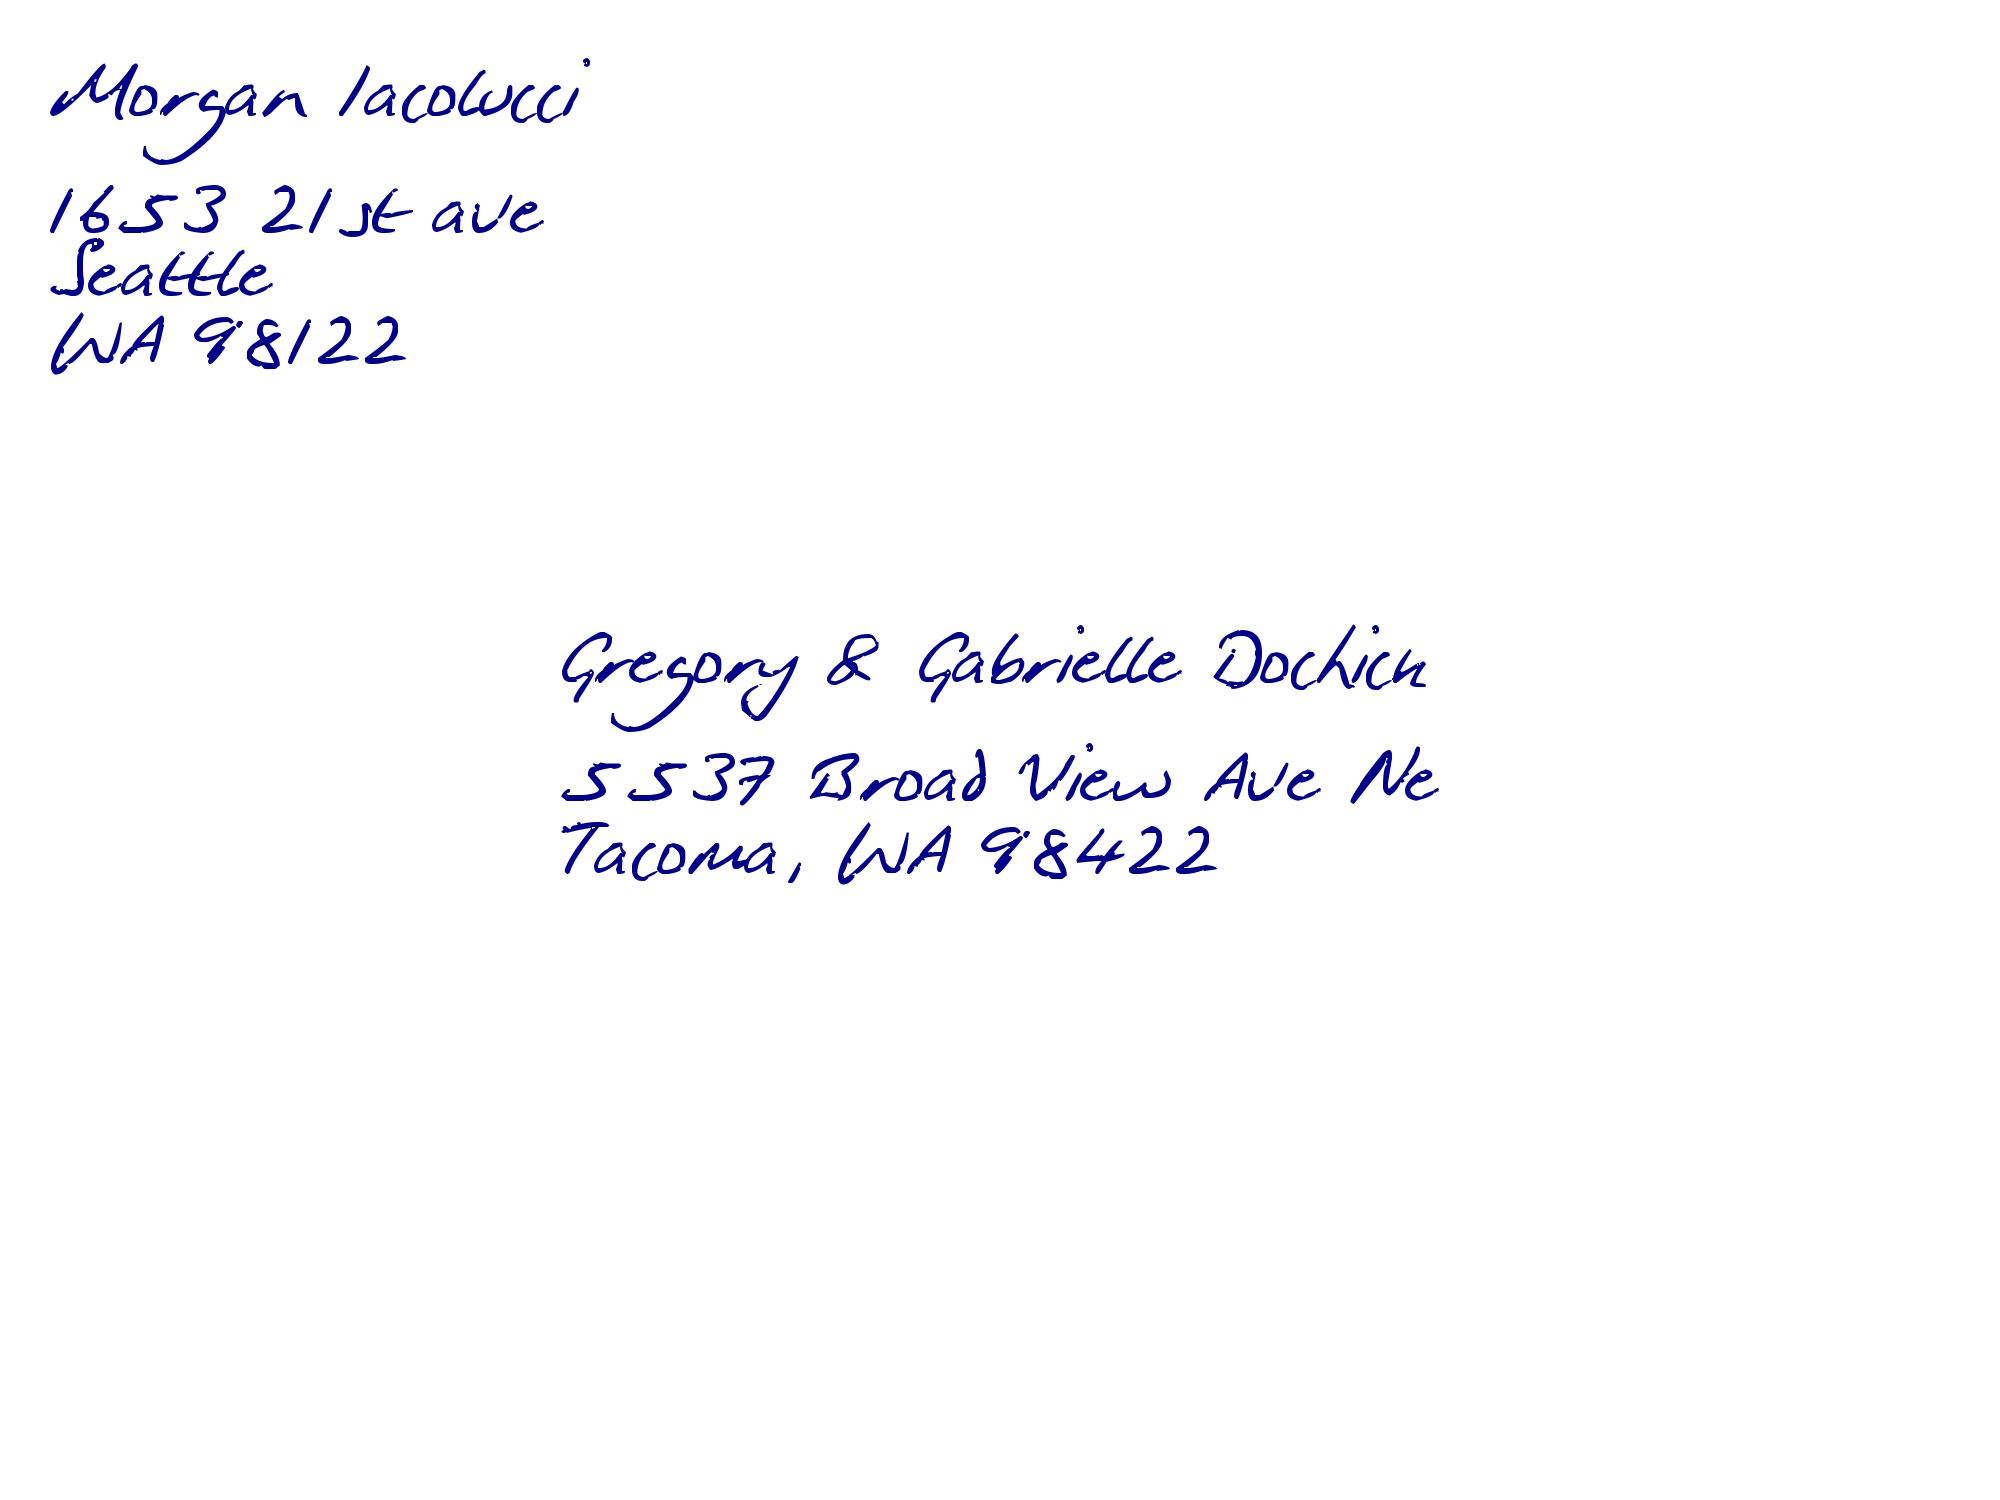 Morgan Iacolucci
1653 21st ave
Seattle
WA 98122
Gregory & Gabrielle Dochich
5537 Broad View Ave Ne
Tacoma, WA 98422